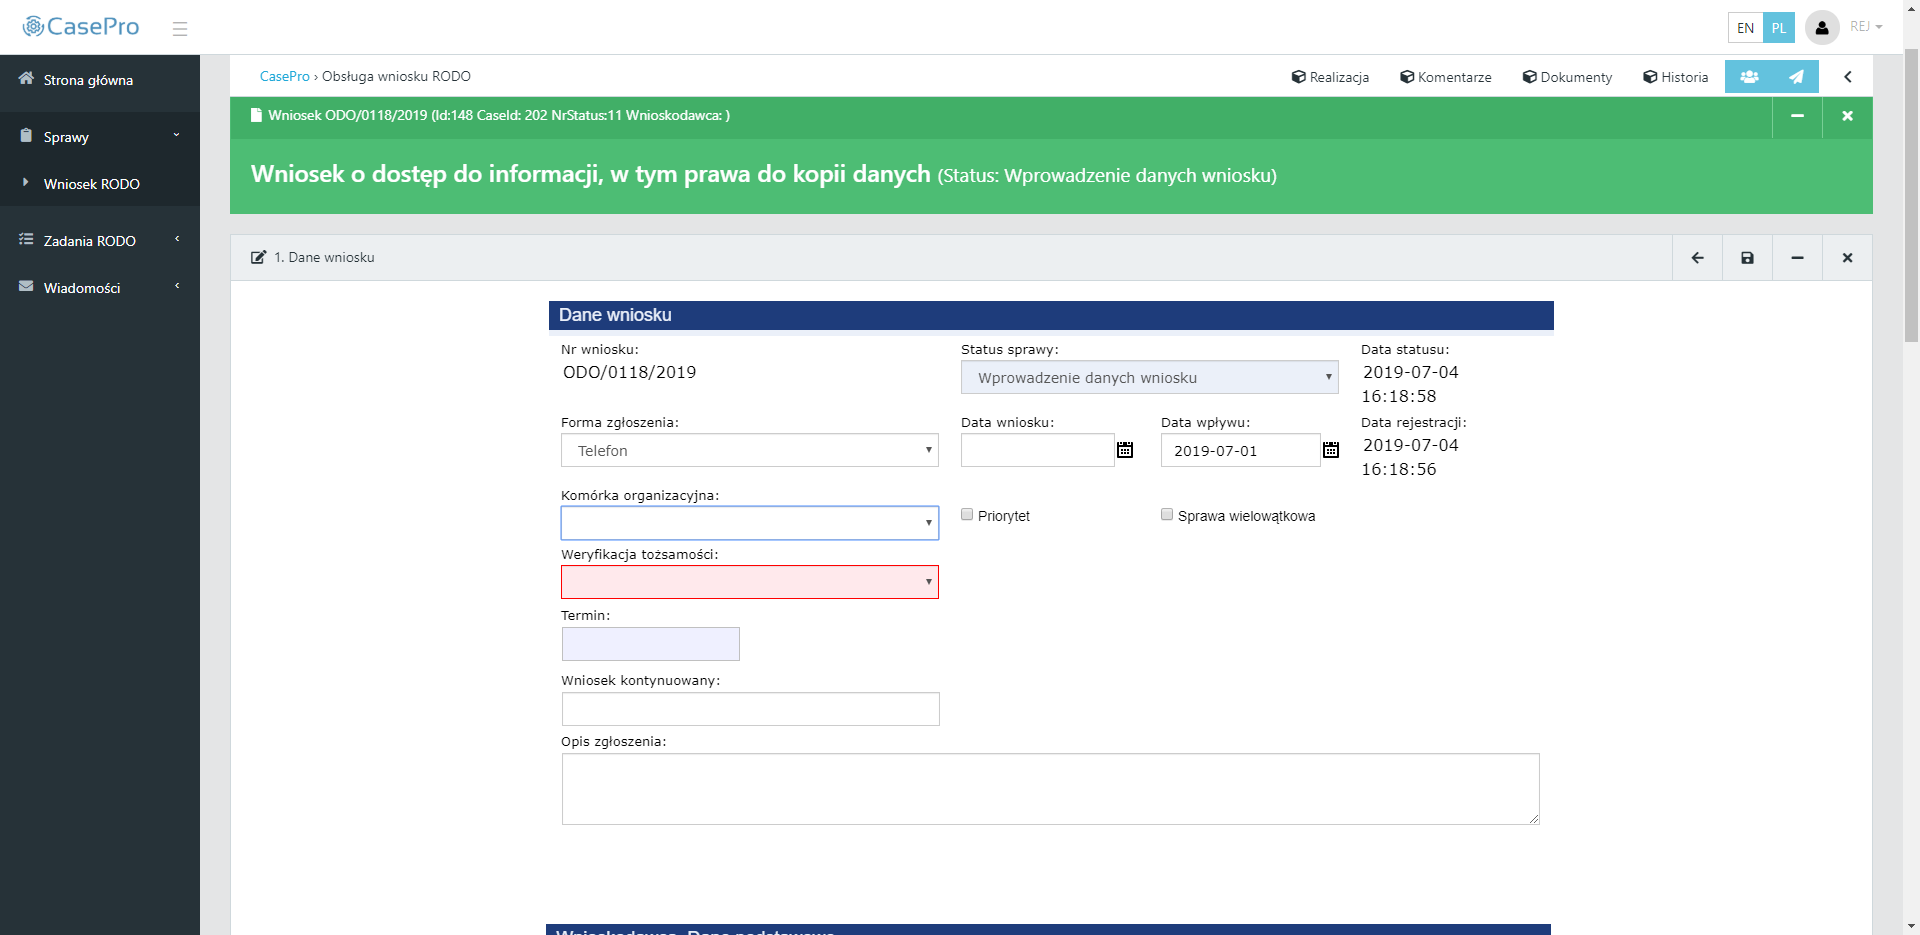 CasePro
EN PL REJ
Strona główna
Sprawy
Wniosek RODO
Zadania RODO
Wiadomości
CasePro › Obsługa wniosku RODO
Realizacja Komentarze Dokumenty Historia
Wniosek ODO/0118/2019 (Id:148 CaseId: 202 NrStatus:11 Wnioskodawca: )
Wniosek o dostęp do informacji, w tym prawa do kopii danych (Status: Wprowadzenie danych wniosku)
1. Dane wniosku
Dane wniosku
Nr wniosku: Status sprawy: Data statusu:
ODO/0118/2019 Wprowadzenie danych wniosku 2019-07-04
16:18:58
Forma zgłoszenia: Data wniosku: Data wpływu: Data rejestracji:
Telefon 2019-07-01 2019-07-04
16:18:56
Komórka organizacyjna:
Priorytet Sprawa wielowątkowa
Weryfikacja tożsamości:
Termin:
Wniosek kontynuowany:
Opis zgłoszenia:
Wnioskodawca. Dane podstawowe